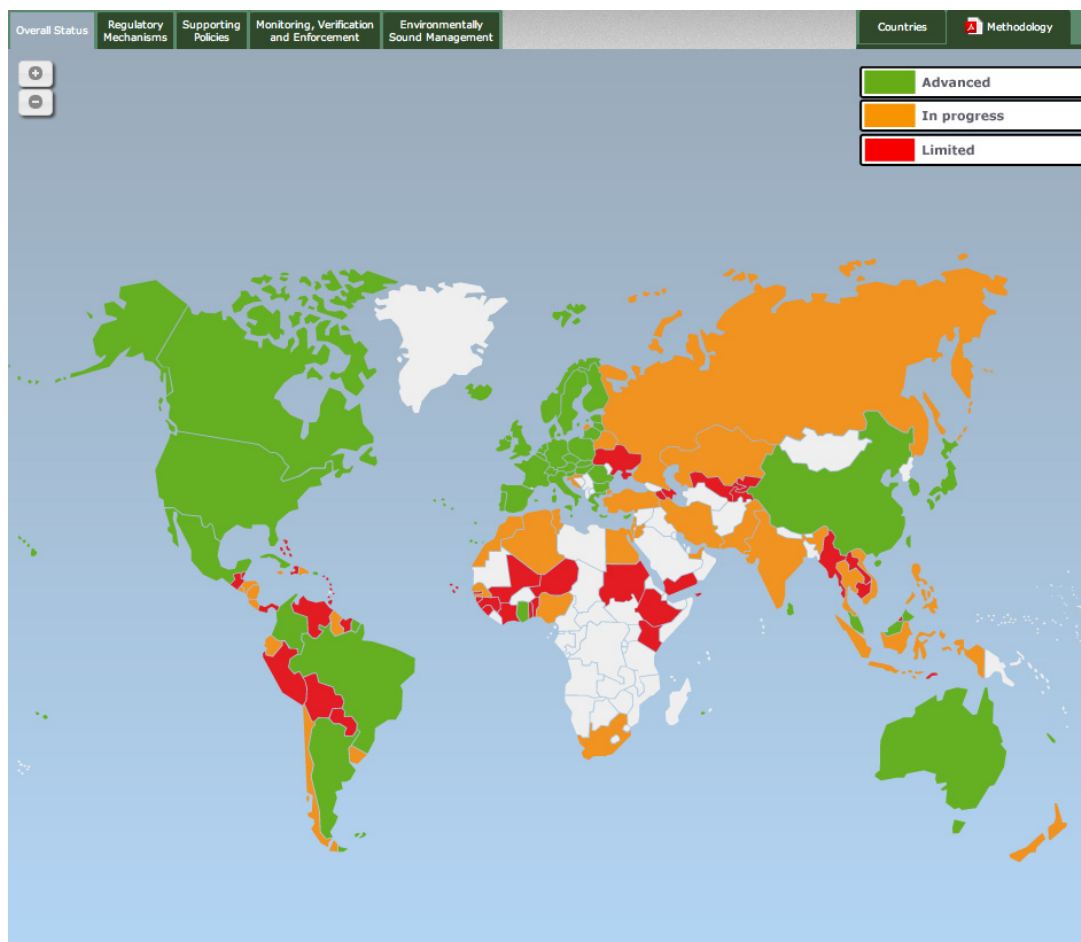 Overall Status
Regulatory
Mechanisms
Supporting
Policies
Monitoring, Verification
and Enforcement
Environmentally
Sound Management
Countries
Methodology
Advanced
In progress
Limited